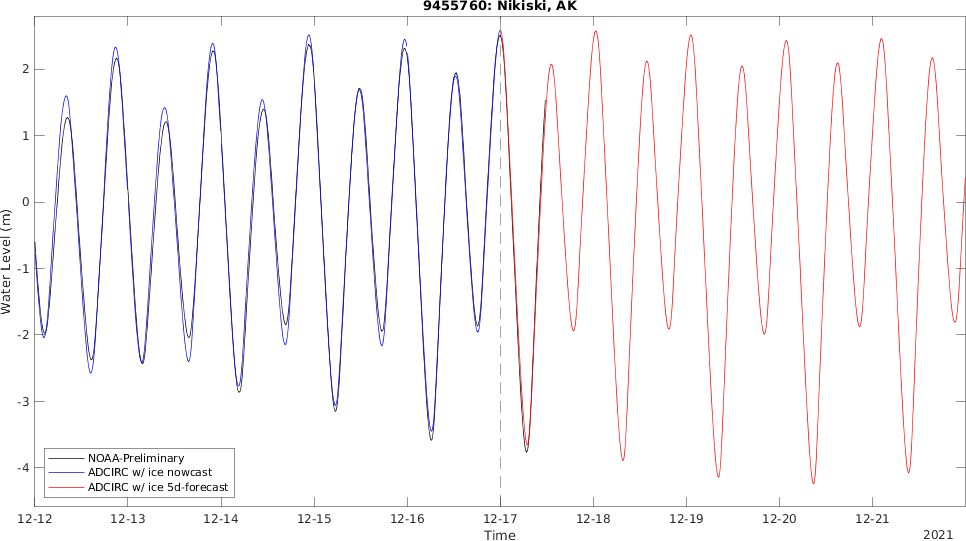 9455760: Nikiski, AK
Water Level (m)
2
1
0
-1
-2
-3
-4
NOAA-Preliminary
ADCIRC w/ ice nowcast
ADCIRC w/ ice 5d-forecast
12-12 12-13 12-14 12-15 12-16 12-17 12-18 12-19 12-20 12-21
Time
2021